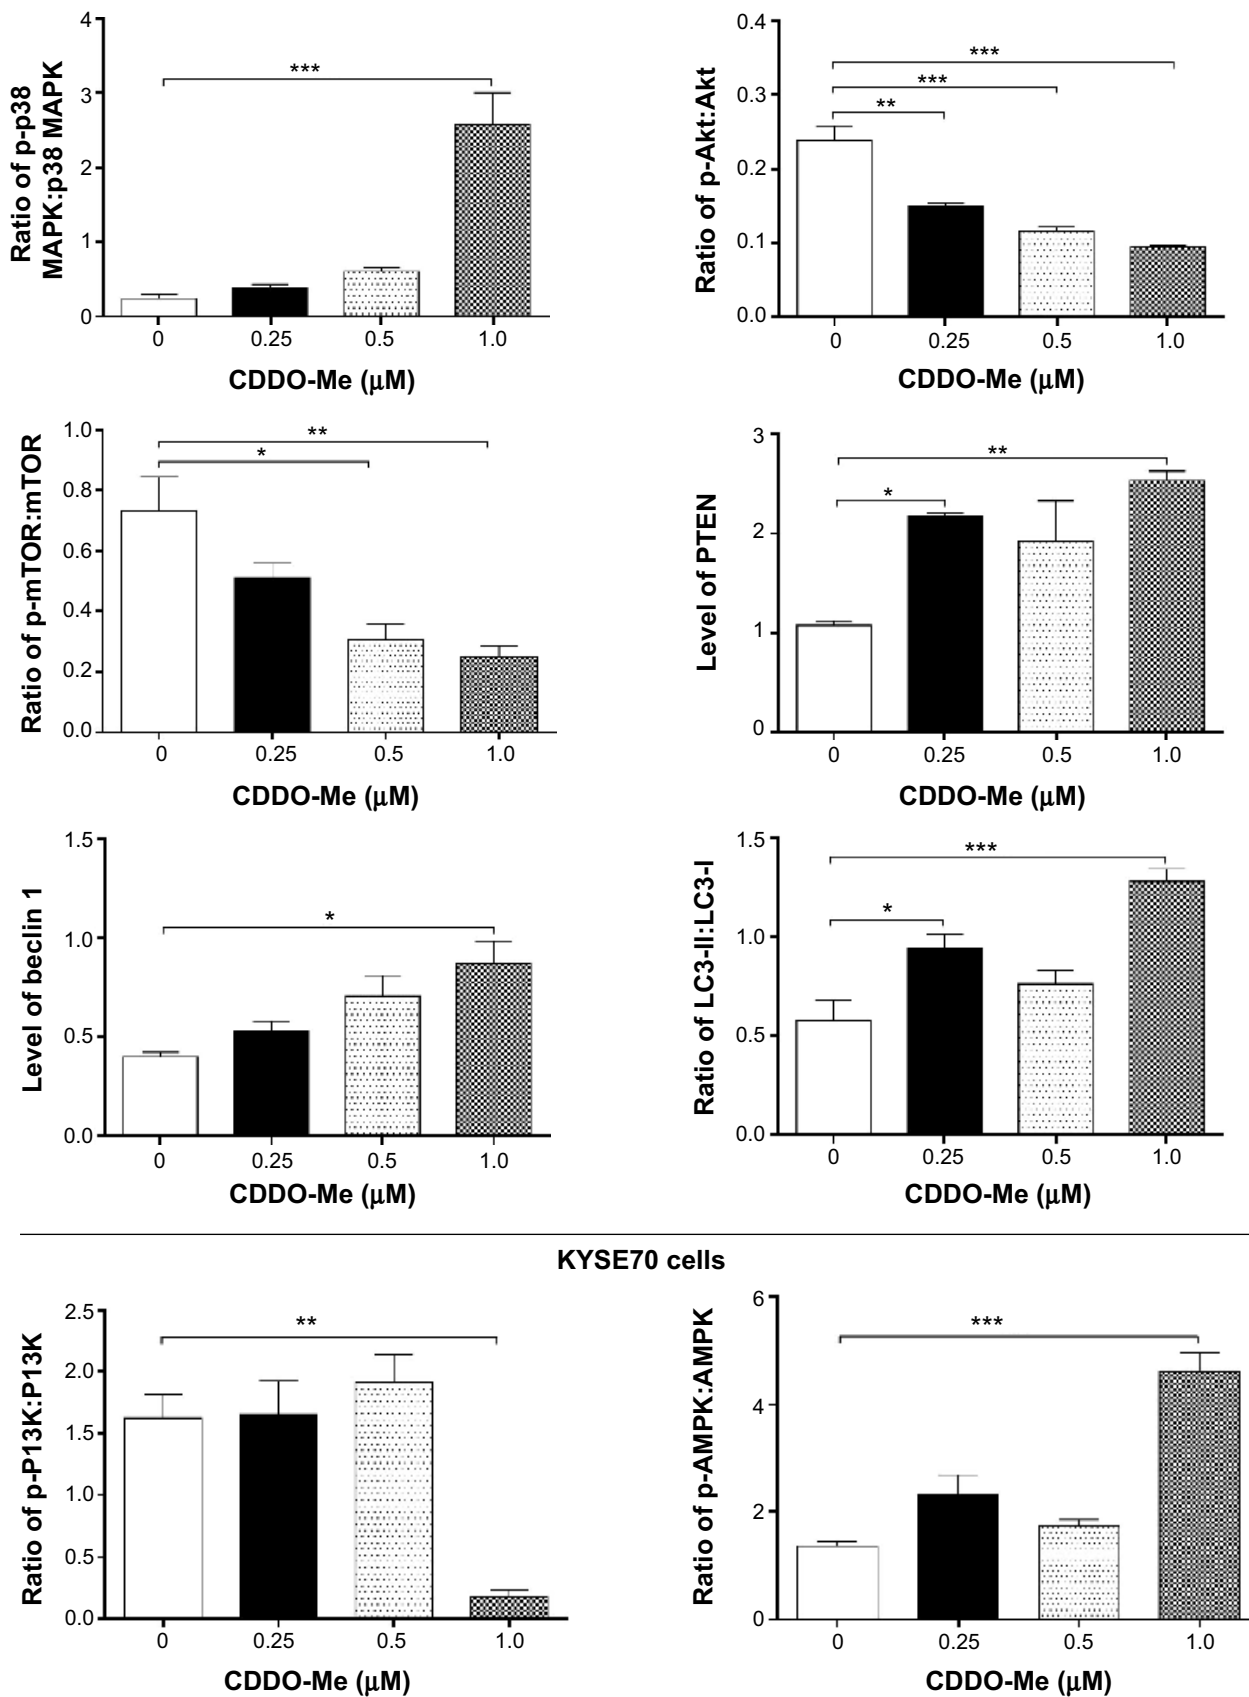 Ratio of p-p38
MAPK:p38 MAPK
4
3
2
1
0
***
0 0.25 0.5 1.0
CDDO-Me (μM)
Ratio of p-Akt:Akt
0.4
0.3
0.2
0.1
0.0
***
***
**
0 0.25 0.5 1.0
CDDO-Me (μM)
Ratio of p-mTOR:mTOR
1.0
0.8
0.6
0.4
0.2
0.0
**
*
0 0.25 0.5 1.0
CDDO-Me (μM)
Level of PTEN
3
2
1
0
**
*
0 0.25 0.5 1.0
CDDO-Me (μM)
Level of beclin 1
1.5
1.0
0.5
0.0
*
0 0.25 0.5 1.0
CDDO-Me (μM)
Ratio of LC3-II:LC3-I
1.5
1.0
0.5
0.0
***
*
0 0.25 0.5 1.0
CDDO-Me (μM)
KYSE70 cells
Ratio of p-P13K:P13K
2.5
2.0
1.5
1.0
0.5
0.0
**
0 0.25 0.5 1.0
CDDO-Me (μM)
Ratio of p-AMPK:AMPK
6
4
2
0
***
0 0.25 0.5 1.0
CDDO-Me (μM)